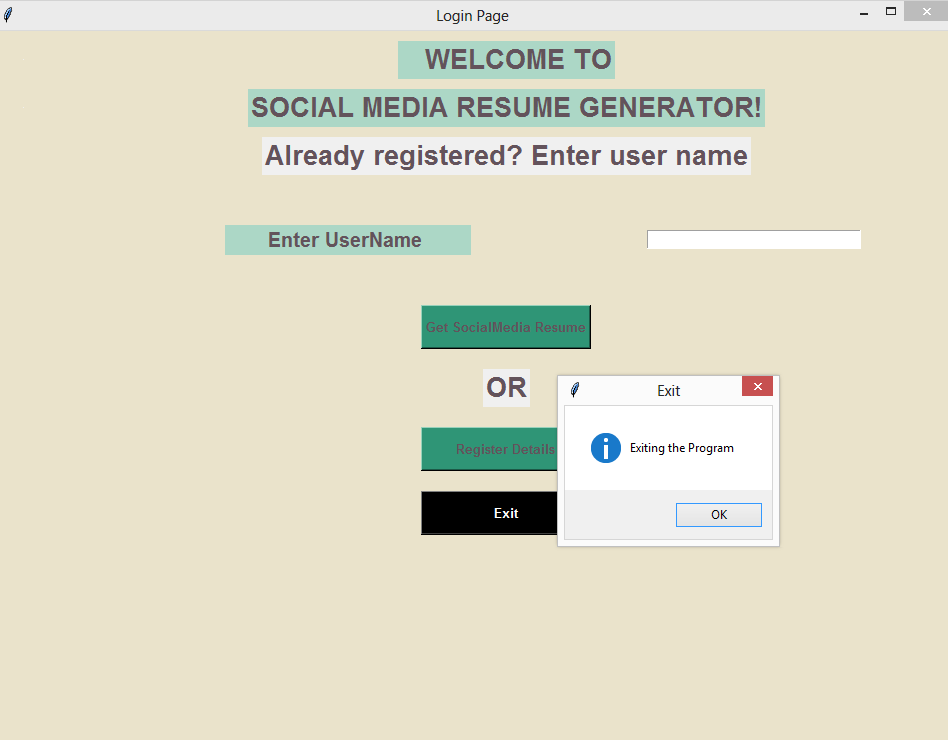 Login Page
WELCOME TO
SOCIAL MEDIA RESUME GENERATOR!
Already registered? Enter user name
Enter UserName
Get SocialMedia Resume
OR
Exit
Register Details
Exiting the Program
Exit
OK